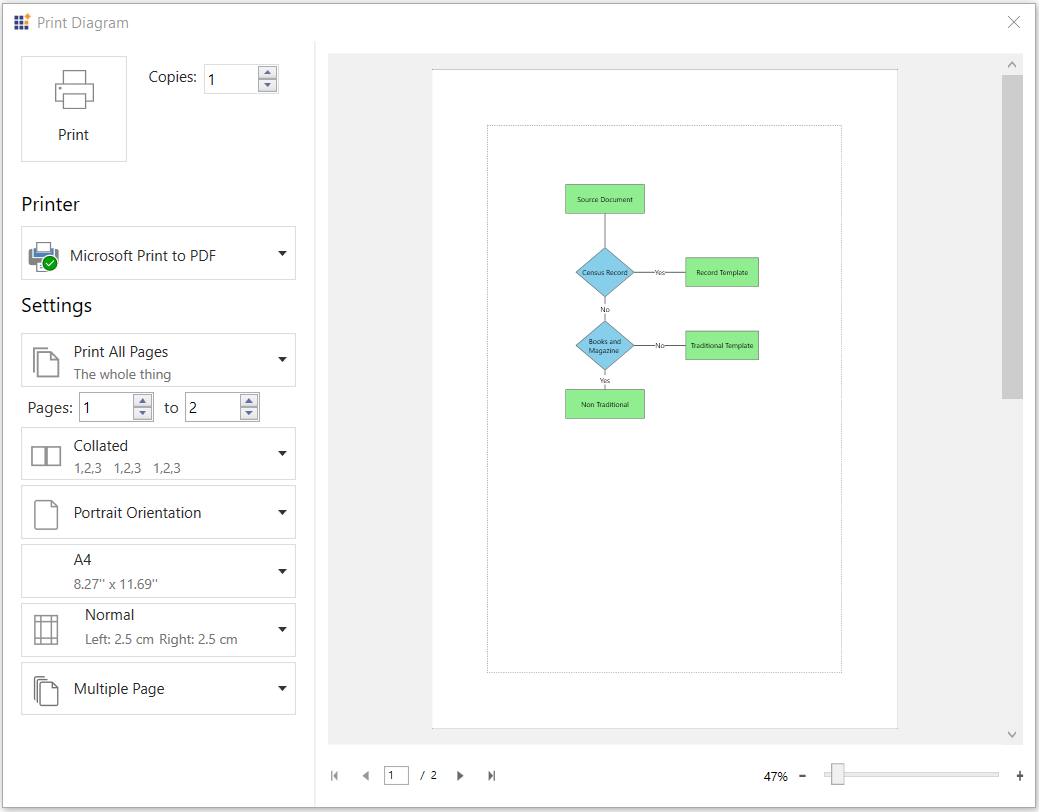 Print Diagram
Copies: 1
Print
Printer
Microsoft Print to PDF
Settings
Print All Pages
The whole thing
Pages: 1 to 2
Collated
1,2,3 1,2,3 1,2,3
Portrait Orientation
A4
8.27'' x 11.69''
Normal
Left: 2.5 cm Right: 2.5 cm
Multiple Page
Source Document
Census Record
Yes
Record Template
No
Books and
Magazine
No
Traditional Template
Yes
Non Traditional
1 / 2
47% - +